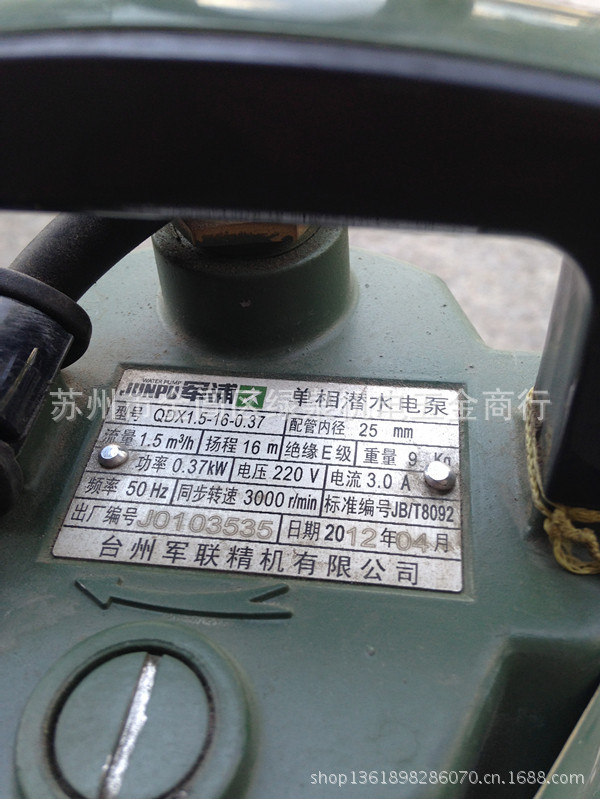 WATER PUMP
JUNPU 军浦 单相潜水电泵
型号 QDX1.5-16-0.37 配管内径 25 mm
流量 1.5 m³/h 扬程 16 m 绝缘 E 级 重量 9 Kg
功率 0.37kW 电压 220 V 电流 3.0 A
频率 50 Hz 同步转速 3000 r/min 标准编号 JB/T8092
出厂编号 J0103535 日期 2012 年 04 月
台州军联精机有限公司
苏州市 绿 金商行
shop1361898286070.cn.1688.com